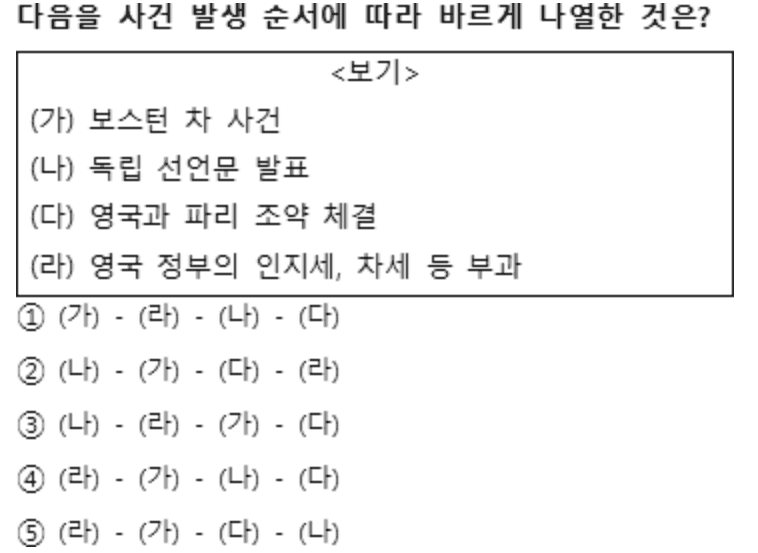 다음을 사건 발생 순서에 따라 바르게 나열한 것은?
<보기>
(가) 보스턴 차 사건
(나) 독립 선언문 발표
(다) 영국과 파리 조약 체결
(라) 영국 정부의 인지세, 차세 등 부과
① (가) - (라) - (나) - (다)
② (나) - (가) - (다) - (라)
③ (나) - (라) - (가) - (다)
④ (라) - (가) - (나) - (다)
⑤ (라) - (가) - (다) - (나)